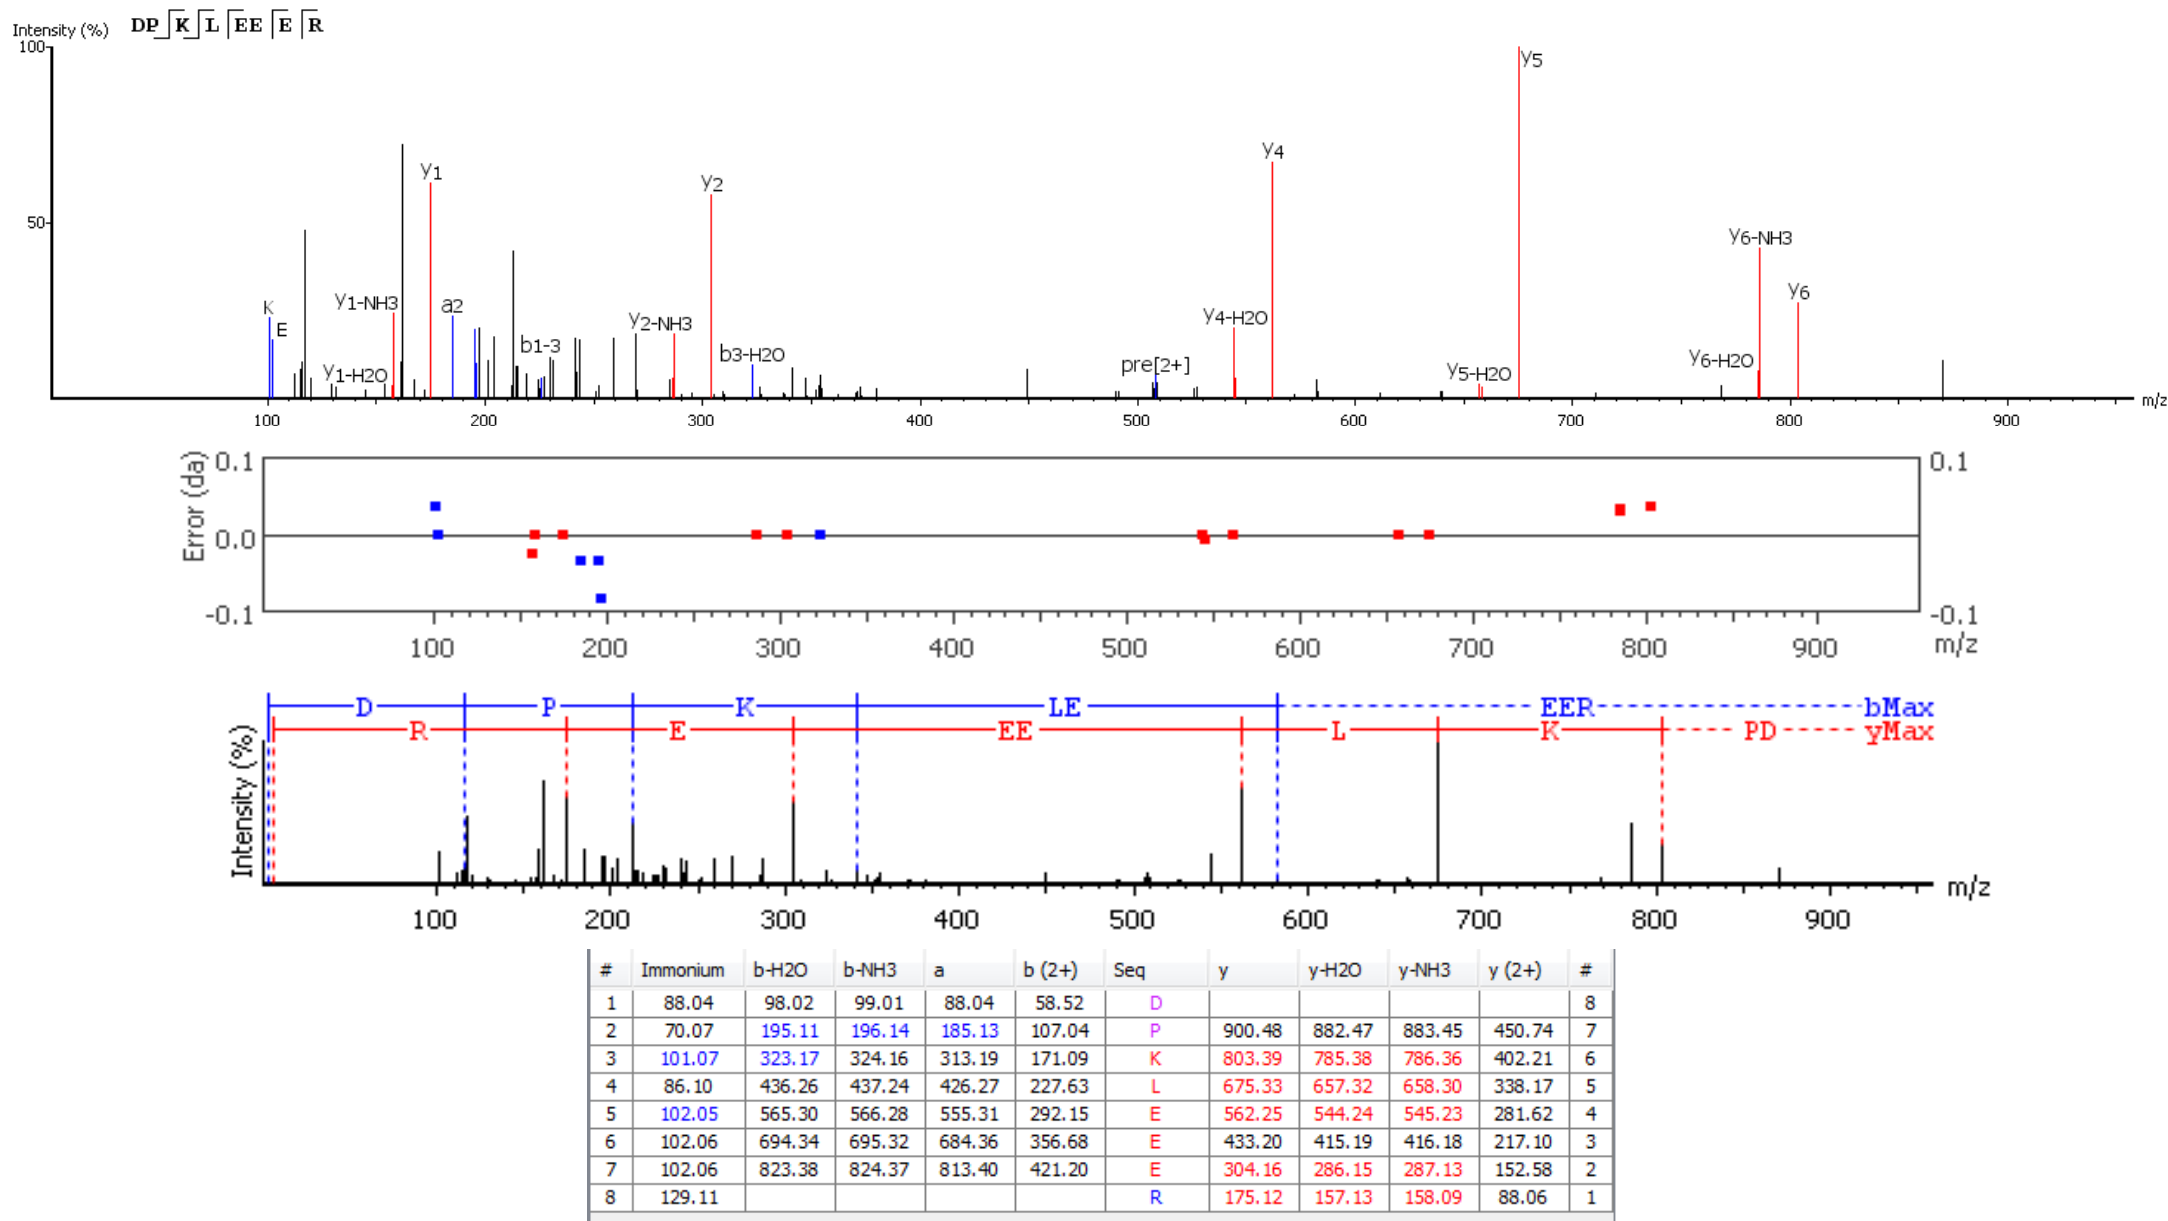 Intensity (%) DP K L EE E R
100
50
y5
y4
y1
y2
y6-NH3
y6
K
E
y1-NH3
a2
y2-NH3
y4-H2O
b1-3
b3-H2O
pre[2+]
y1-H2O
y5-H2O
y6-H2O
100 200 300 400 500 600 700 800 900 m/z
Error (da)
0.1 0.1
0.0
-0.1 -0.1
100 200 300 400 500 600 700 800 900 m/z
D P K LE EER bMax
R E EE L K PD yMax
Intensity (%)
100 200 300 400 500 600 700 800 900 m/z
# Immonium b-H2O b-NH3 a b (2+) Seq y y-H2O y-NH3 y (2+) #
1 88.04 98.02 99.01 88.04 58.52 D 8
2 70.07 195.11 196.14 185.13 107.04 P 900.48 882.47 883.45 450.74 7
3 101.07 323.17 324.16 313.19 171.09 K 803.39 785.38 786.36 402.21 6
4 86.10 436.26 437.24 426.27 227.63 L 675.33 657.32 658.30 338.17 5
5 102.05 565.30 566.28 555.31 292.15 E 562.25 544.24 545.23 281.62 4
6 102.06 694.34 695.32 684.36 356.68 E 433.20 415.19 416.18 217.10 3
7 102.06 823.38 824.37 813.40 421.20 E 304.16 286.15 287.13 152.58 2
8 129.11 R 175.12 157.13 158.09 88.06 1